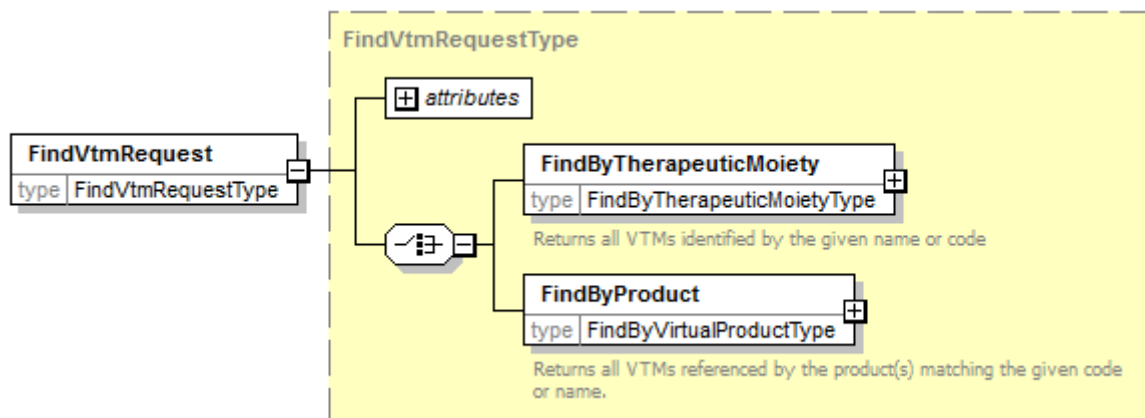 FindVtmRequestType
attributes
FindVtmRequest
type FindVtmRequestType
FindByTherapeuticMoiety
type FindByTherapeuticMoietyType
Returns all VTMs identified by the given name or code
FindByProduct
type FindByVirtualProductType
Returns all VTMs referenced by the product(s) matching the given code
or name.